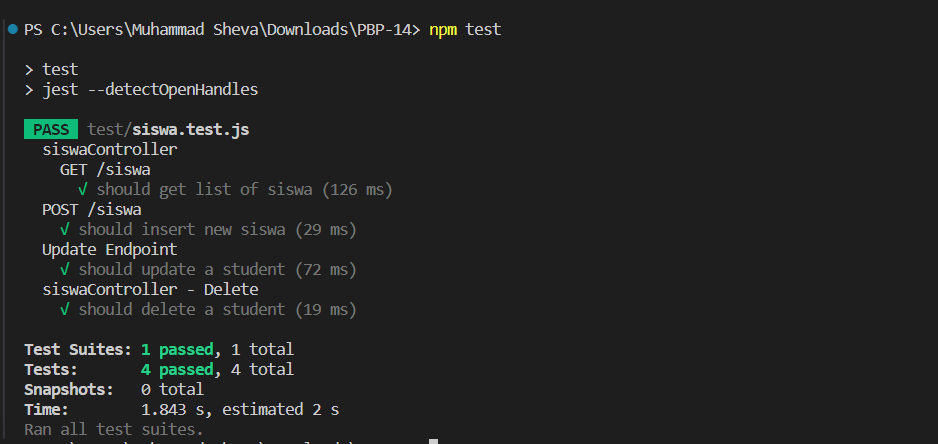 PS C:\Users\Muhammad Sheva\Downloads\PBP-14> npm test
> test
> jest --detectOpenHandles
PASS test/siswa.test.js
siswaController
GET /siswa
√ should get list of siswa (126 ms)
POST /siswa
√ should insert new siswa (29 ms)
Update Endpoint
√ should update a student (72 ms)
siswaController - Delete
√ should delete a student (19 ms)
Test Suites: 1 passed, 1 total
Tests: 4 passed, 4 total
Snapshots: 0 total
Time: 1.843 s, estimated 2 s
Ran all test suites.